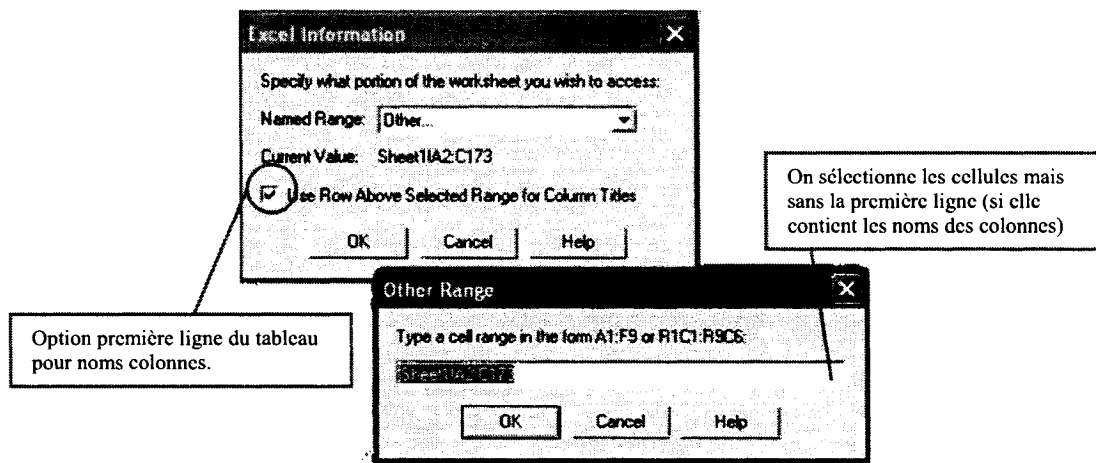 Excel Information
Specify what portion of the worksheet you wish to access:
Named Range: Other...
Current Value: Sheet1!A2:C173
Use Row Above Selected Range for Column Titles
OK Cancel Help
On sélectionne les cellules mais
sans la première ligne (si elle
contient les noms des colonnes)
Other Range
Type a cell range in the form A1:F9 or R1C1:R9C6:
Sheet1!A2:C173
OK Cancel Help
Option première ligne du tableau
pour noms colonnes.